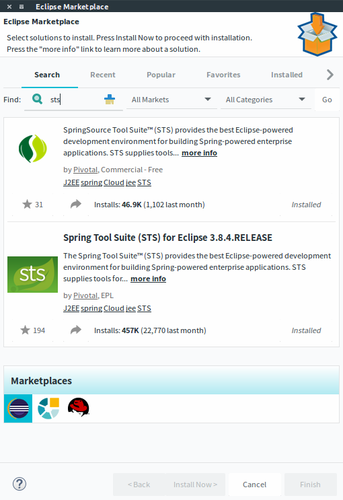 Eclipse Marketplace
Eclipse Marketplace
Select solutions to install. Press Install Now to proceed with installation.
Press the "more info" link to learn more about a solution.
Search Recent Popular Favorites Installed
Find: sts All Markets All Categories Go
SpringSource Tool Suite™ (STS) provides the best Eclipse-powered
development environment for building Spring-powered enterprise
applications. STS supplies tools... more info
by Pivotal, Commercial - Free
J2EE spring Cloud jee STS
31 Installs: 46.9K (1,102 last month) Installed
Spring Tool Suite (STS) for Eclipse 3.8.4.RELEASE
The Spring Tool Suite™ (STS) provides the best Eclipse-powered development
environment for building Spring-powered enterprise applications. STS
supplies tools for... more info
sts
by Pivotal, EPL
J2EE spring Cloud jee STS
194 Installs: 457K (22,770 last month) Installed
Marketplaces
? < Back Install Now > Cancel Finish